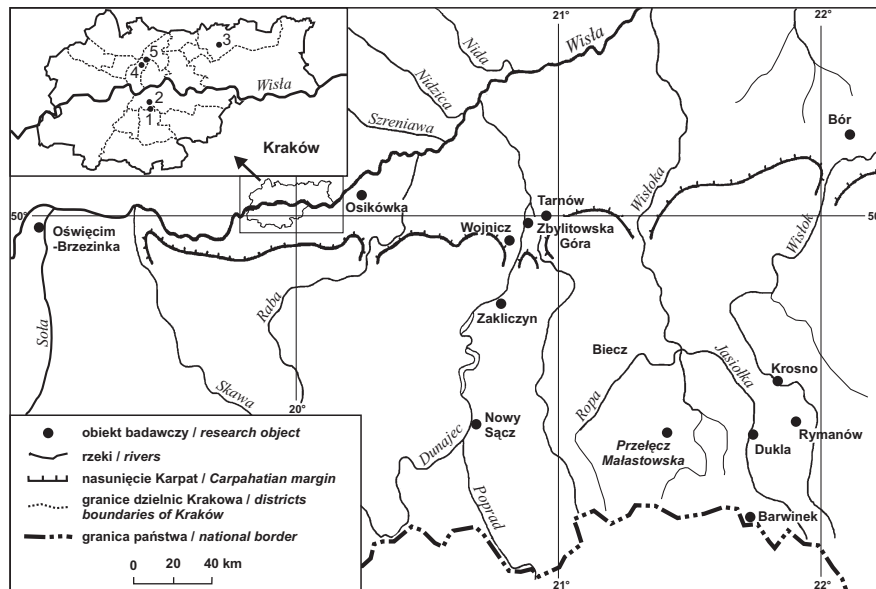 21°
22°
3
5
4
Wisła
2
1
Kraków
Nida
Nidzica
Szreniawa
Wisła
Bór
Wisłoka
Wisłok
50°
50°
Osikówka
Tarnów
Zbylitowska
Góra
Wojnicz
Oświęcim
-Brzezinka
Soła
Skawa
Raba
20°
Zakliczyn
Biecz
Jasiołka
Krosno
Ropa
Nowy
Sącz
Dunajec
Poprad
Przełęcz
Małastowska
Dukla
Rymanów
Barwinek
obiekt badawczy / research object
rzeki / rivers
nasunięcie Karpat / Carpahatian margin
granice dzielnic Krakowa / districts
boundaries of Kraków
granica państwa / national border
0 20 40 km
21°
22°